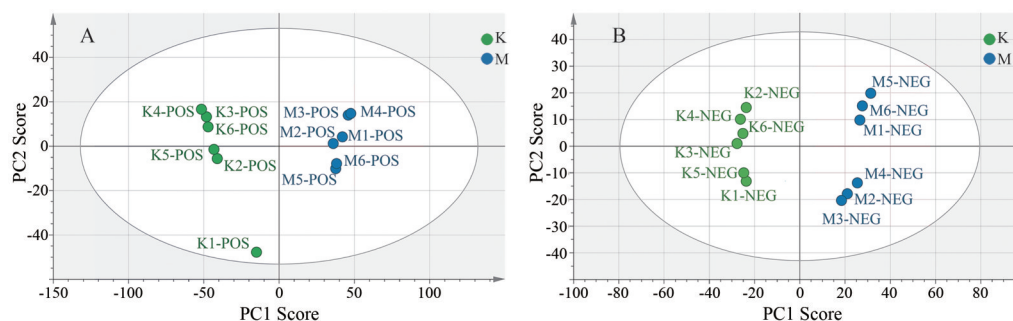 A
K
M
40
20
0
-20
-40
K4-POS
K3-POS
K6-POS
K5-POS
K2-POS
K1-POS
M3-POS
M4-POS
M2-POS
M1-POS
M6-POS
M5-POS
-150
-100
-50
0
50
100
PC1 Score
PC2 Score
B
K
M
40
30
20
10
0
-10
-20
-30
-40
K2-NEG
K4-NEG
K6-NEG
K3-NEG
K5-NEG
K1-NEG
M5-NEG
M6-NEG
M1-NEG
M4-NEG
M2-NEG
M3-NEG
-100
-80
-60
-40
-20
0
20
40
60
80
PC1 Score
PC2 Score